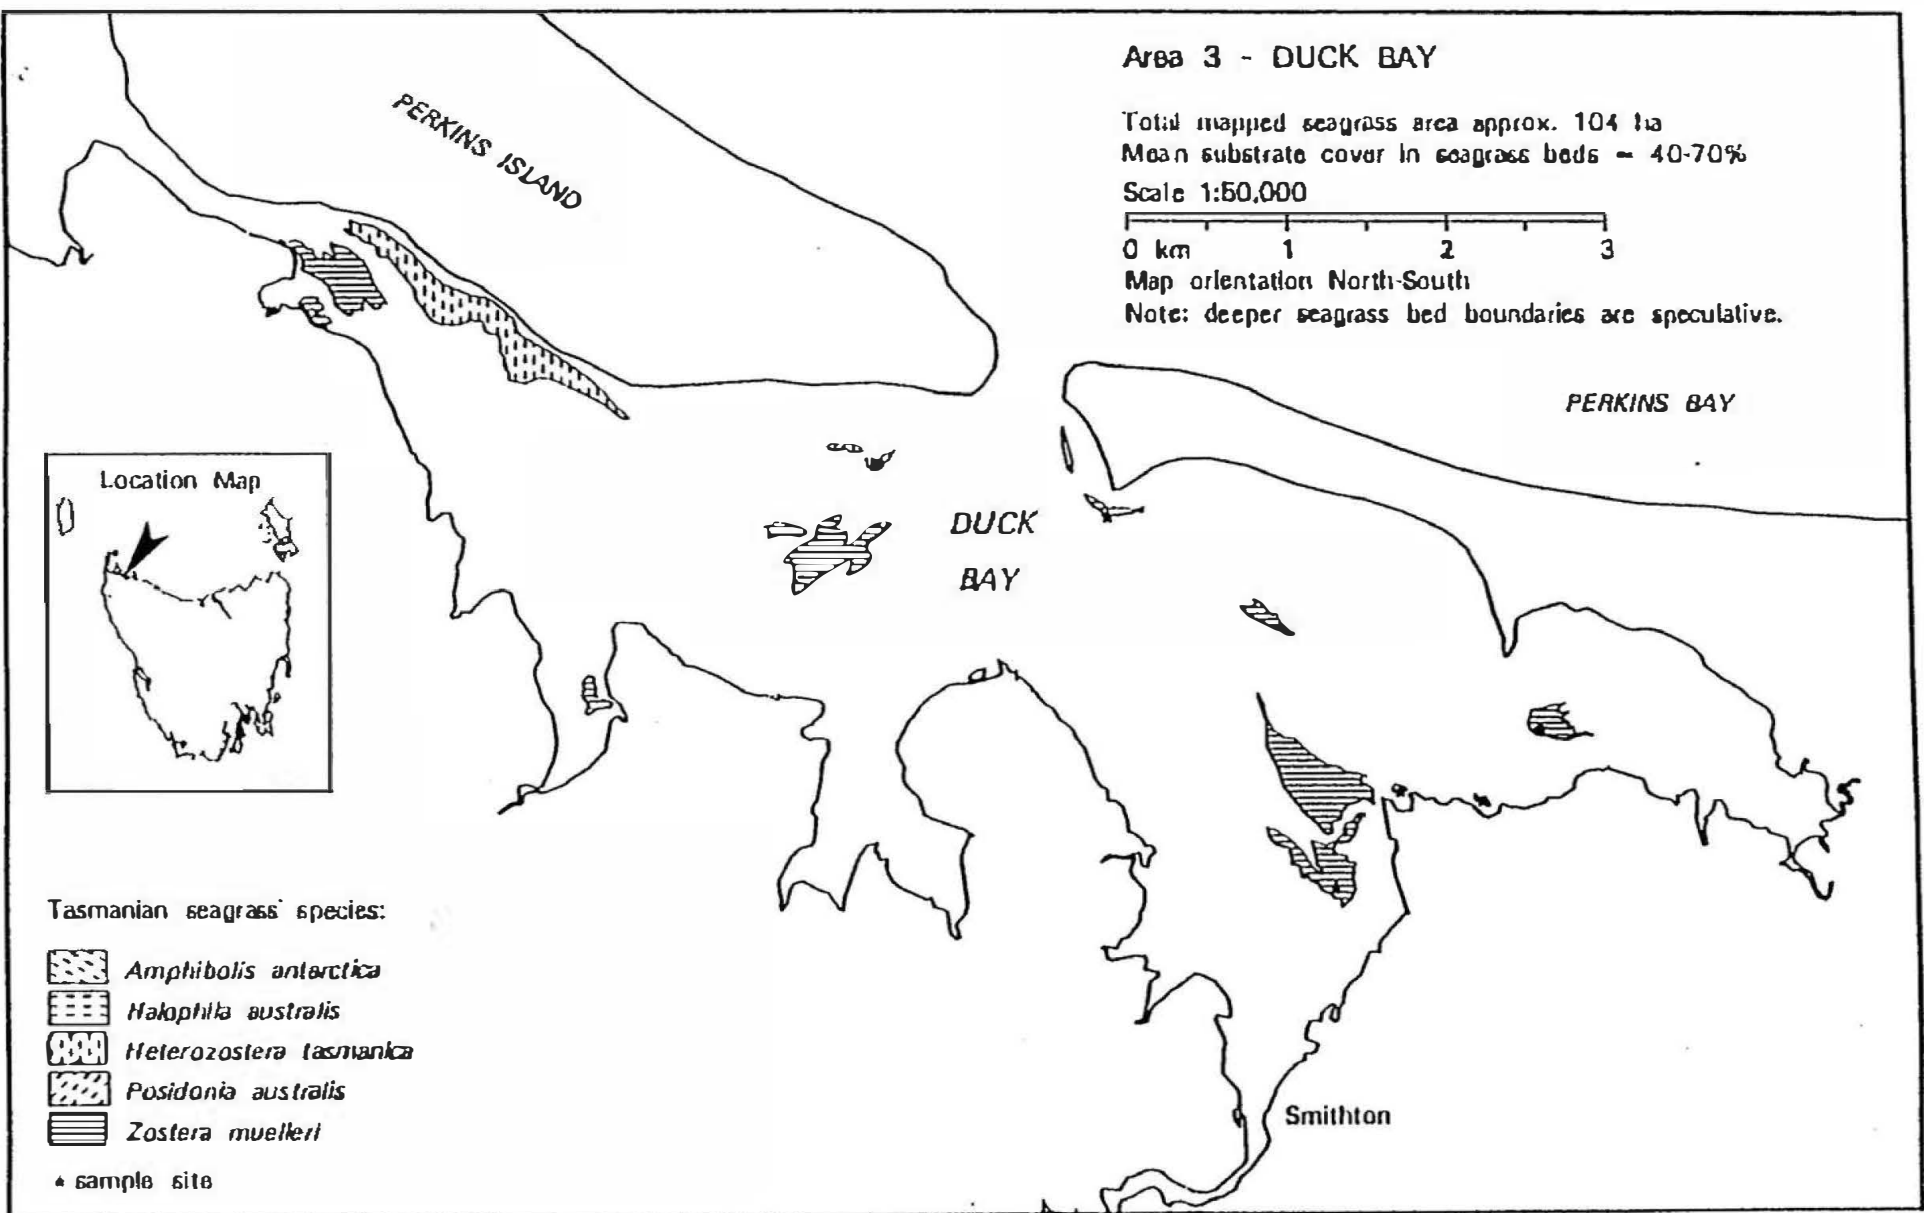 Area 3 - DUCK BAY
Total mapped seagrass area approx. 104 ha
Mean substrate cover in seagrass beds = 40-70%
Scale 1:50,000
0 km 1 2 3
Map orientation North-South
Note: deeper seagrass bed boundaries are speculative.
PERKINS ISLAND
PERKINS BAY
DUCK
BAY
Location Map
Tasmanian seagrass species:
Amphibolis antarctica
Halophila australis
Heterozostera tasmanica
Posidonia australis
Zostera muelleri
sample site
Smithton